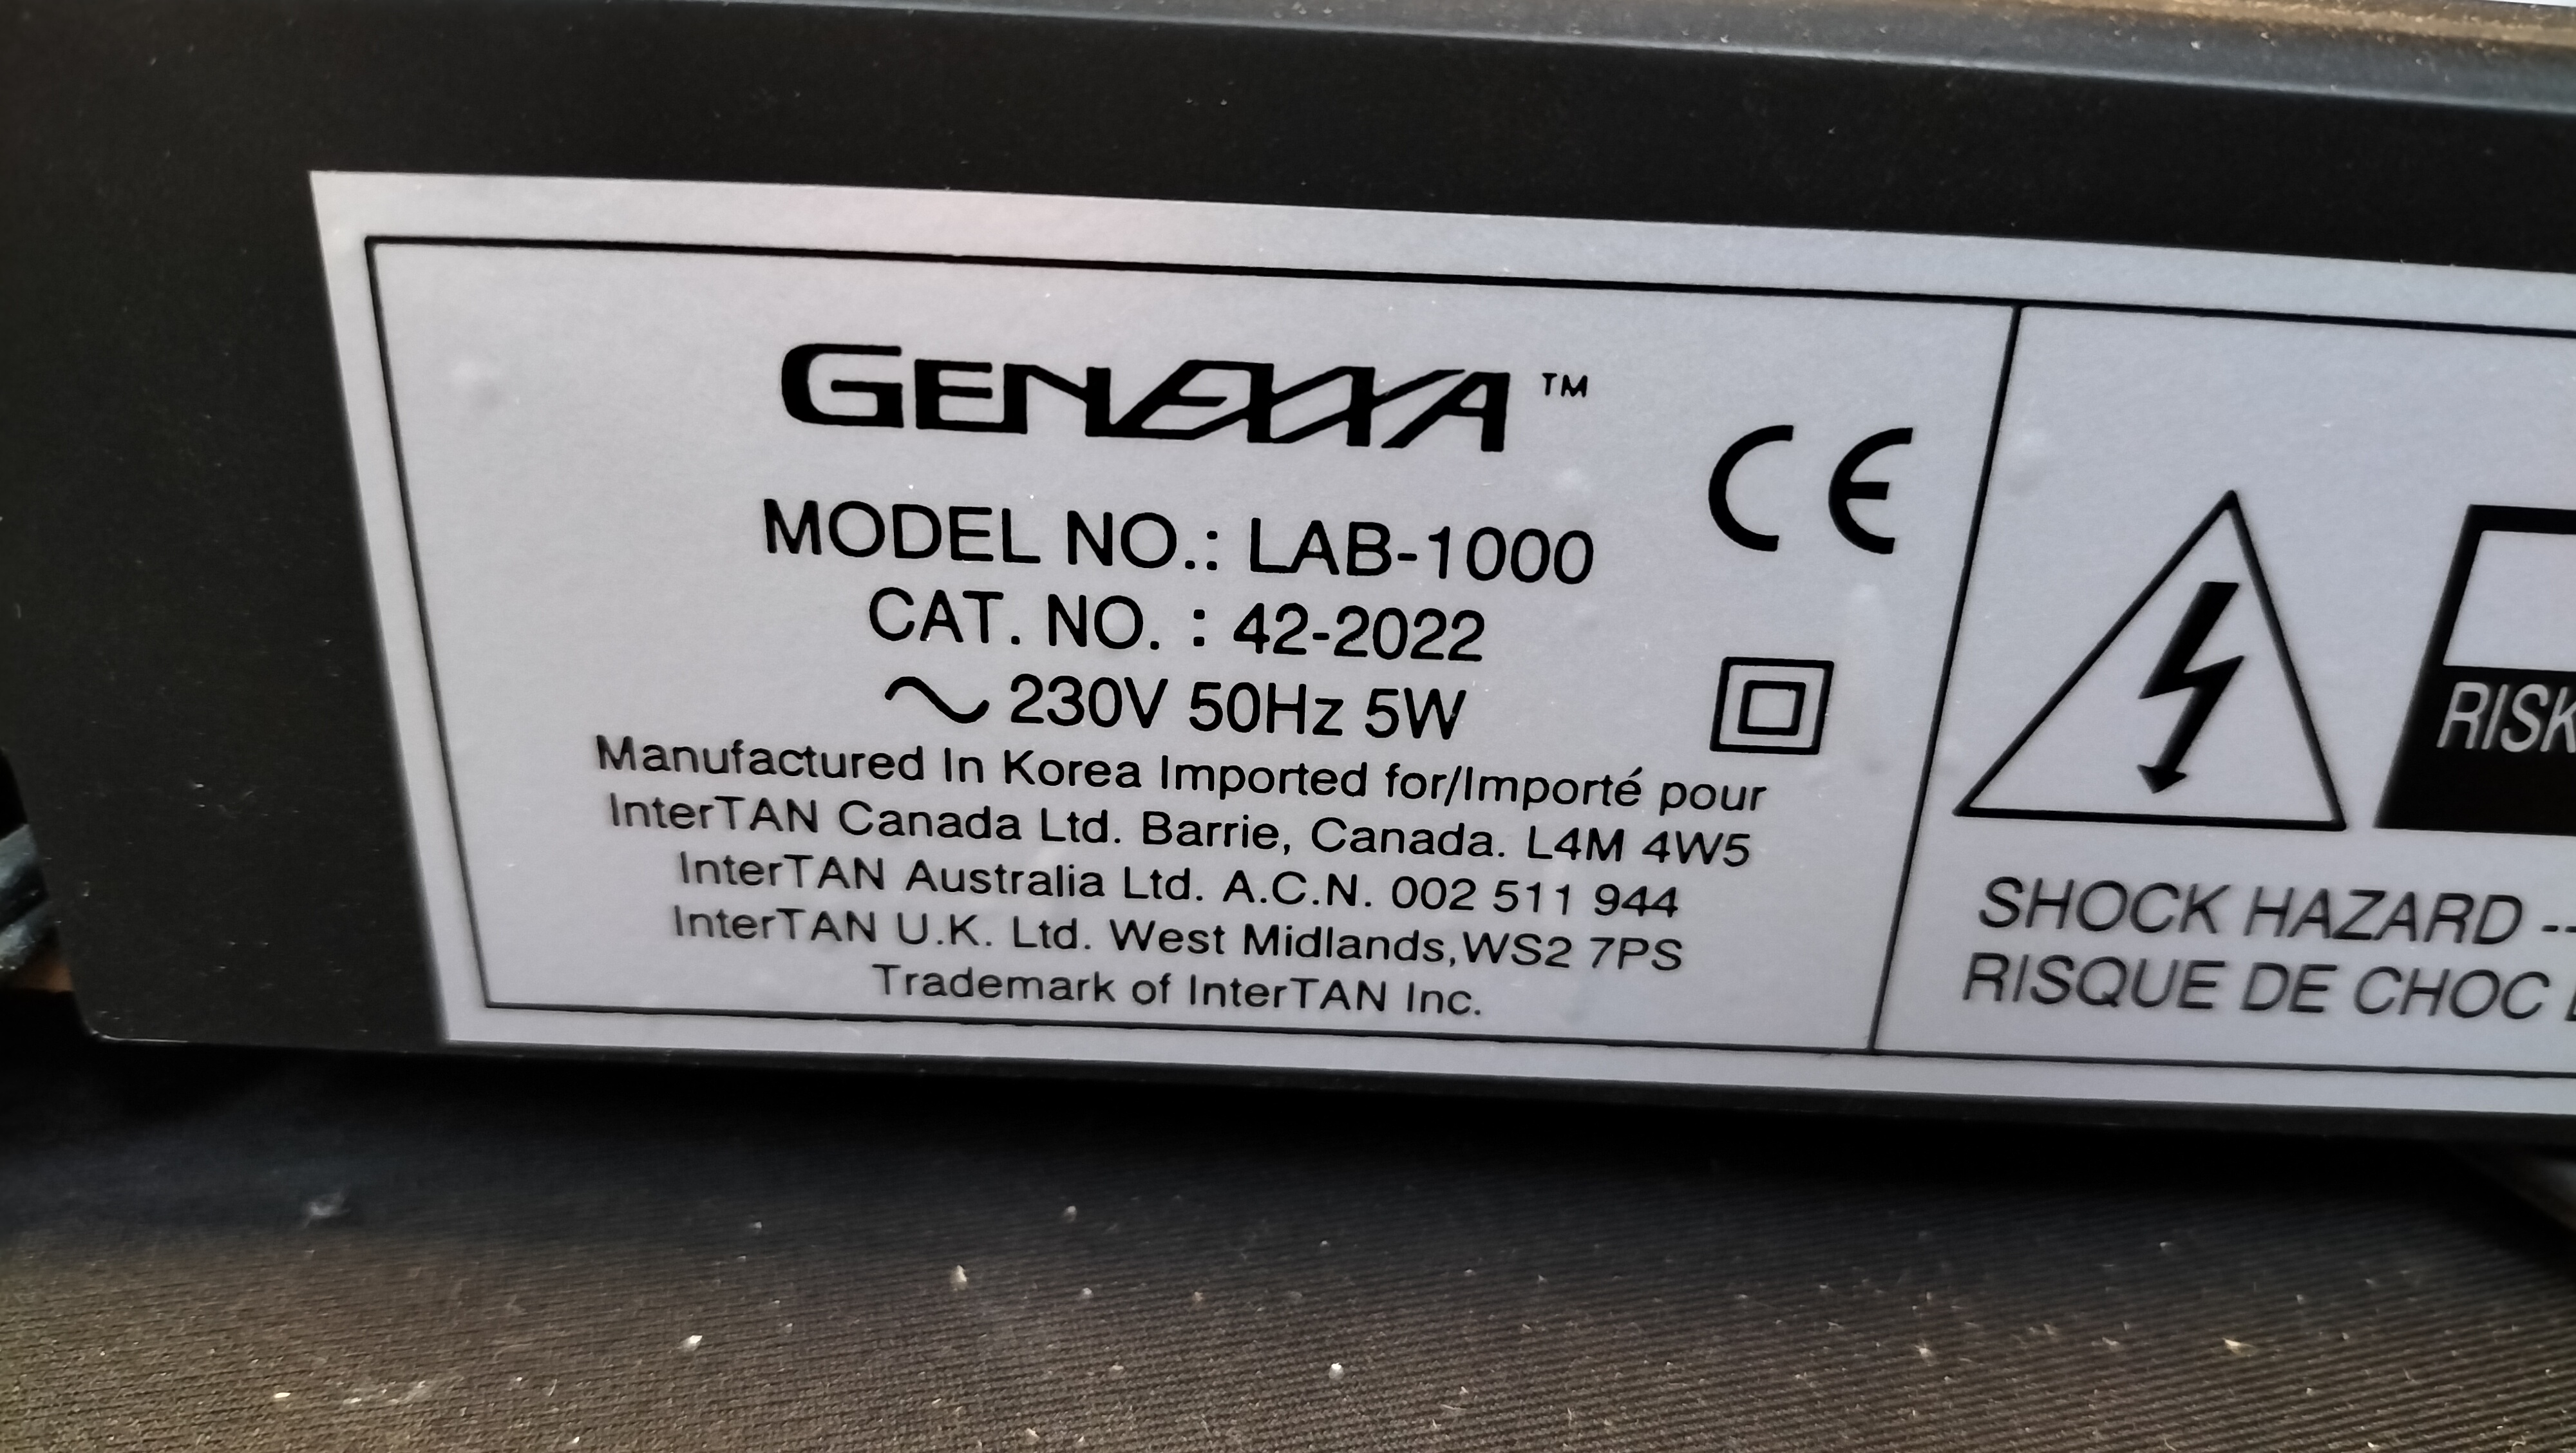 GENEXXA™
CE
MODEL NO.: LAB-1000
CAT. NO. : 42-2022
~ 230V 50Hz 5W
Manufactured In Korea Imported for/Importé pour
InterTAN Canada Ltd. Barrie, Canada. L4M 4W5
InterTAN Australia Ltd. A.C.N. 002 511 944
InterTAN U.K. Ltd. West Midlands,WS2 7PS
Trademark of InterTAN Inc.
RISK
SHOCK HAZARD --
RISQUE DE CHOC